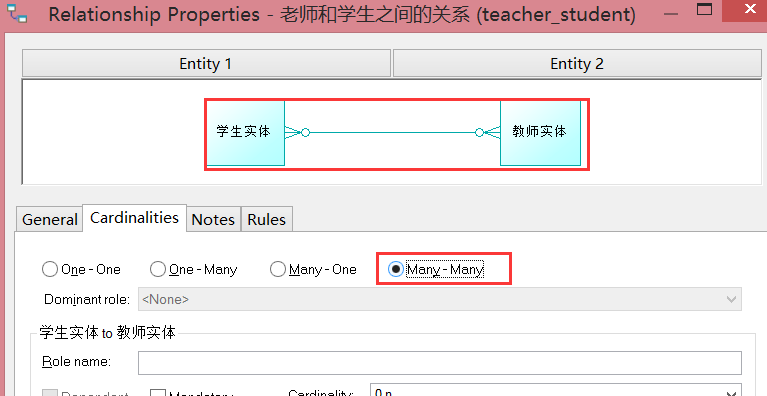 Relationship Properties - 老师和学生之间的关系 (teacher_student)
Entity 1 Entity 2
学生实体 教师实体
General Cardinalities Notes Rules
One - One One - Many Many - One Many - Many
Dominant role: <None>
学生实体 to 教师实体
Role name:
Dependent Mandatory Cardinality: 0,n